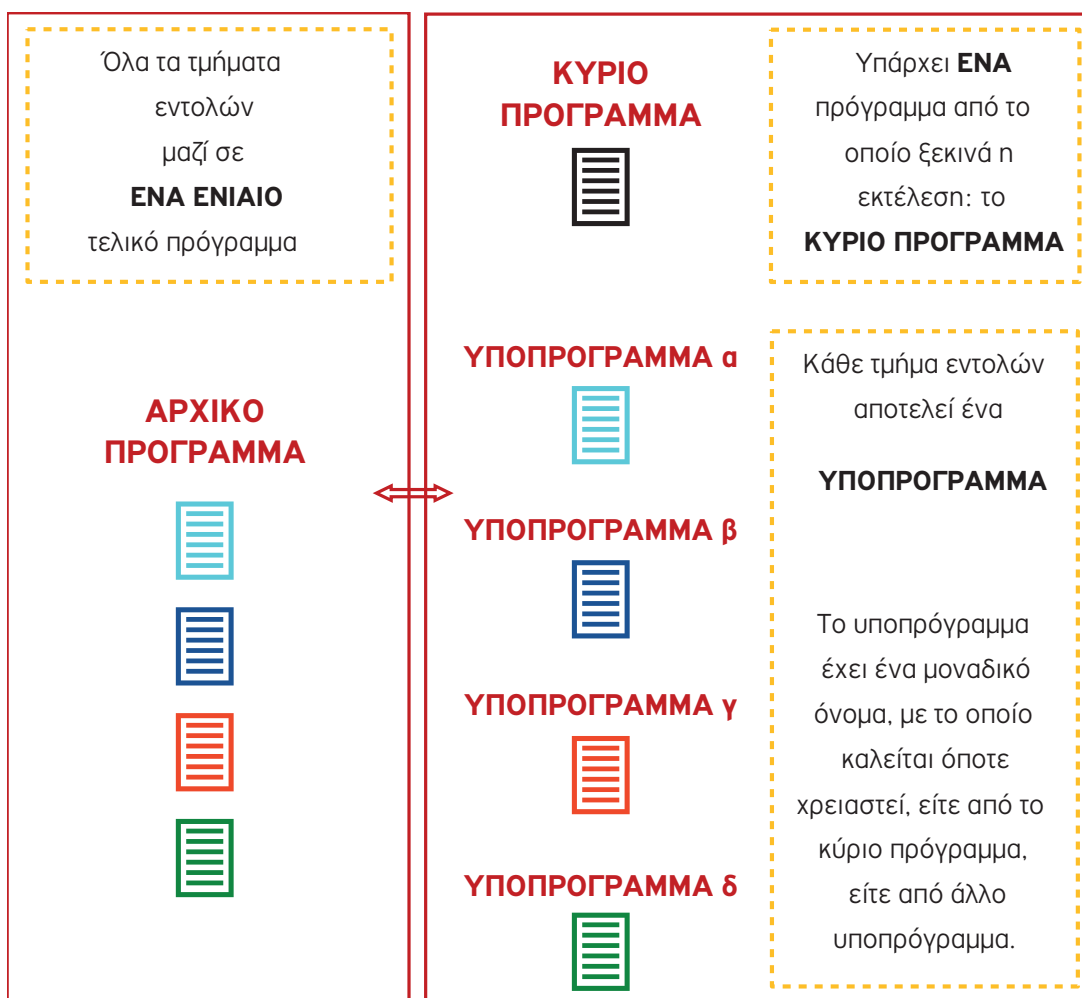 Όλα τα τμήματα
εντολών
μαζί σε
ΕΝΑ ΕΝΙΑΙΟ
τελικό πρόγραμμα
ΑΡΧΙΚΟ
ΠΡΟΓΡΑΜΜΑ
ΚΥΡΙΟ
ΠΡΟΓΡΑΜΜΑ
Υπάρχει ΕΝΑ
πρόγραμμα από το
οποίο ξεκινά η
εκτέλεση: το
ΚΥΡΙΟ ΠΡΟΓΡΑΜΜΑ
ΥΠΟΠΡΟΓΡΑΜΜΑ α
ΥΠΟΠΡΟΓΡΑΜΜΑ β
ΥΠΟΠΡΟΓΡΑΜΜΑ γ
ΥΠΟΠΡΟΓΡΑΜΜΑ δ
Κάθε τμήμα εντολών
αποτελεί ένα
ΥΠΟΠΡΟΓΡΑΜΜΑ
Το υποπρόγραμμα
έχει ένα μοναδικό
όνομα, με το οποίο
καλείται όποτε
χρειαστεί, είτε από το
κύριο πρόγραμμα,
είτε από άλλο
υποπρόγραμμα.